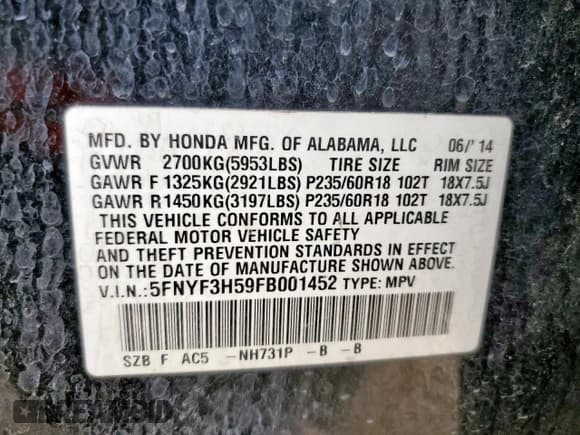 MFD. BY HONDA MFG. OF ALABAMA, LLC 06/'14
GVWR 2700KG(5953LBS) TIRE SIZE RIM SIZE
GAWR F 1325KG(2921LBS) P235/60R18 102T 18X7.5J
GAWR R 1450KG(3197LBS) P235/60R18 102T 18X7.5J
THIS VEHICLE CONFORMS TO ALL APPLICABLE
FEDERAL MOTOR VEHICLE SAFETY
AND THEFT PREVENTION STANDARDS IN EFFECT
ON THE DATE OF MANUFACTURE SHOWN ABOVE.
V.I.N.:5FNYF3H59FB001452 TYPE: MPV
SZB F AC5 -NH731P -B -B